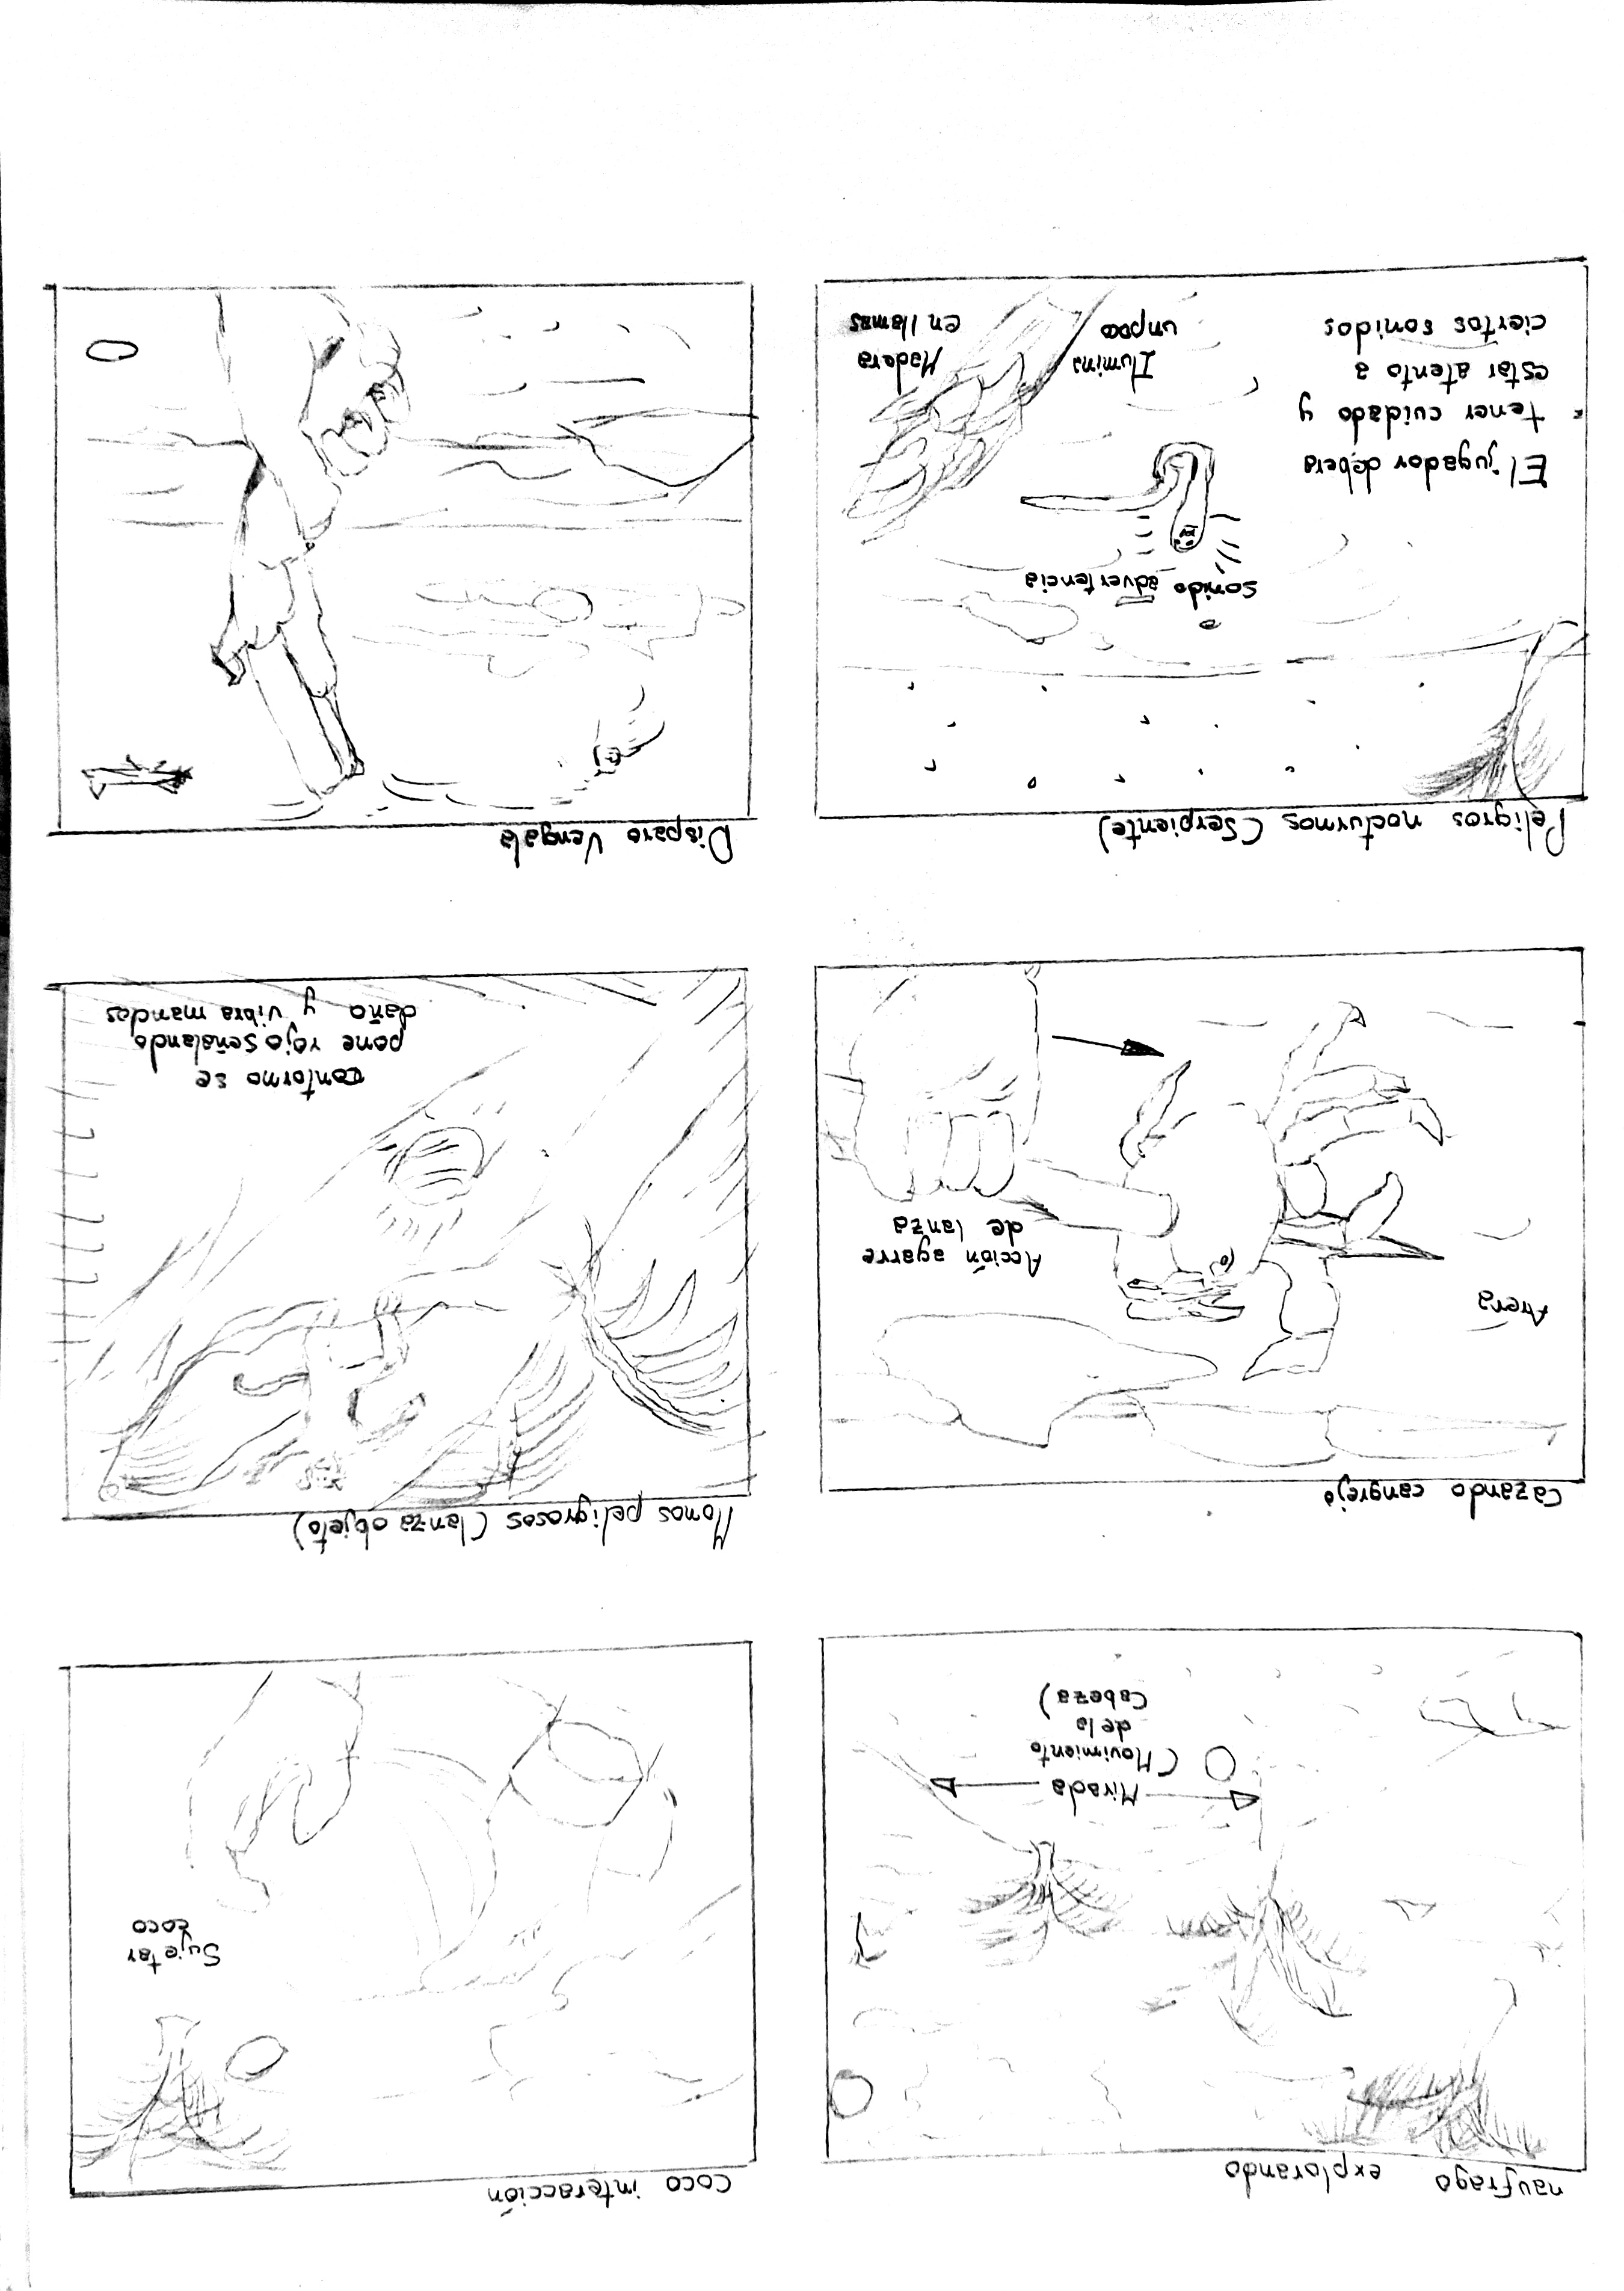 naufrago explorando
Mirada
(Movimiento
de la
Cabeza)
Coco interacción
Sujetar
coco
Cazando cangrejo
Arena
Acción agarre
de lanza
Monos peligrosos (lanza objeto)
contorno se
pone rojo señalando
daño y vibra mandos
Peligros nocturnos (Serpiente)
sonido advertencia
El jugador debera
tener cuidado y
estar atento a
ciertos sonidos
Ilumina
un poco
Madera
en llamas
Disparo Vengala